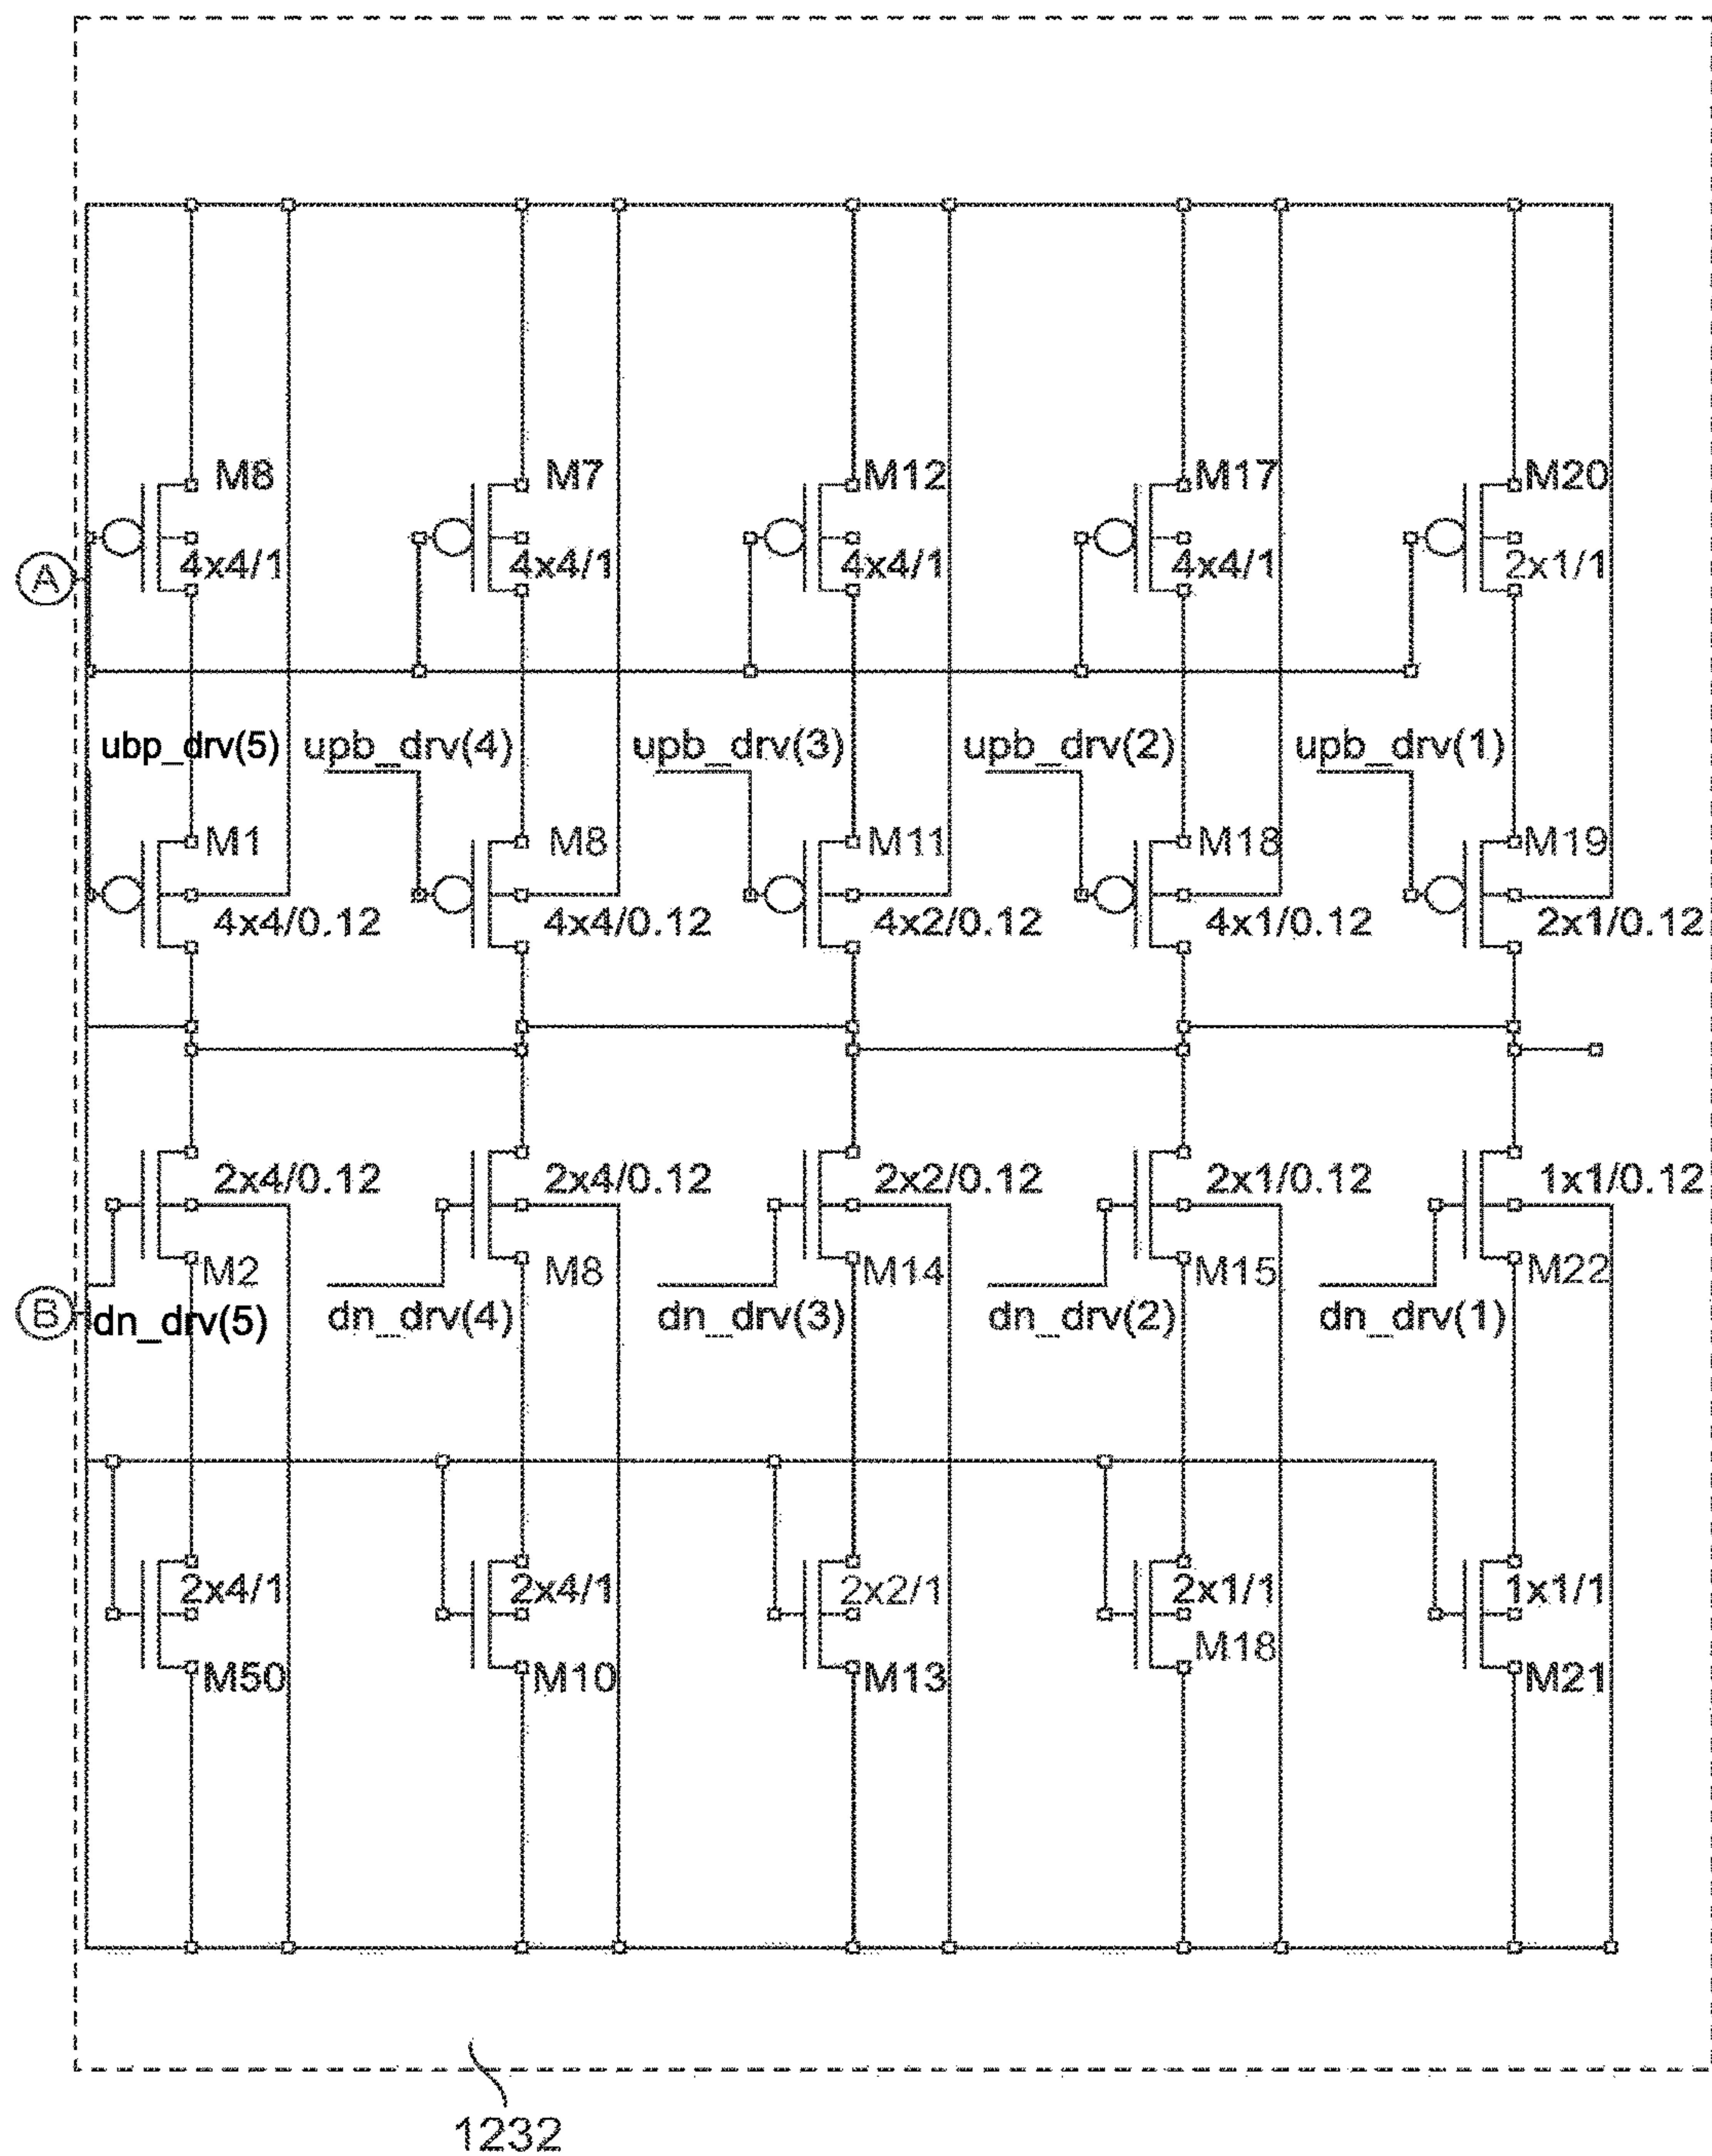 M8 M7 M12 M17 M20
A 4x4/1 4x4/1 4x4/1 4x4/1 2x1/1
ubp_drv(5) upb_drv(4) upb_drv(3) upb_drv(2) upb_drv(1)
M1 M8 M11 M18 M19
4x4/0.12 4x4/0.12 4x2/0.12 4x1/0.12 2x1/0.12
2x4/0.12 2x4/0.12 2x2/0.12 2x1/0.12 1x1/0.12
M2 M8 M14 M15 M22
B dn_drv(5) dn_drv(4) dn_drv(3) dn_drv(2) dn_drv(1)
2x4/1 2x4/1 2x2/1 2x1/1 1x1/1
M50 M10 M13 M18 M21
1232